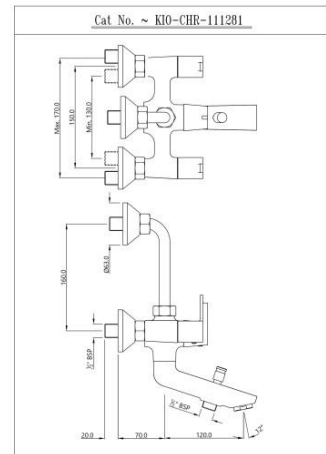 Cat No. ~ KIO-CHR-111281
Max. 170.0
150.0
Min. 130.0
Ø63.0
160.0
½" BSP
½" BSP
20.0
70.0
120.0
12°